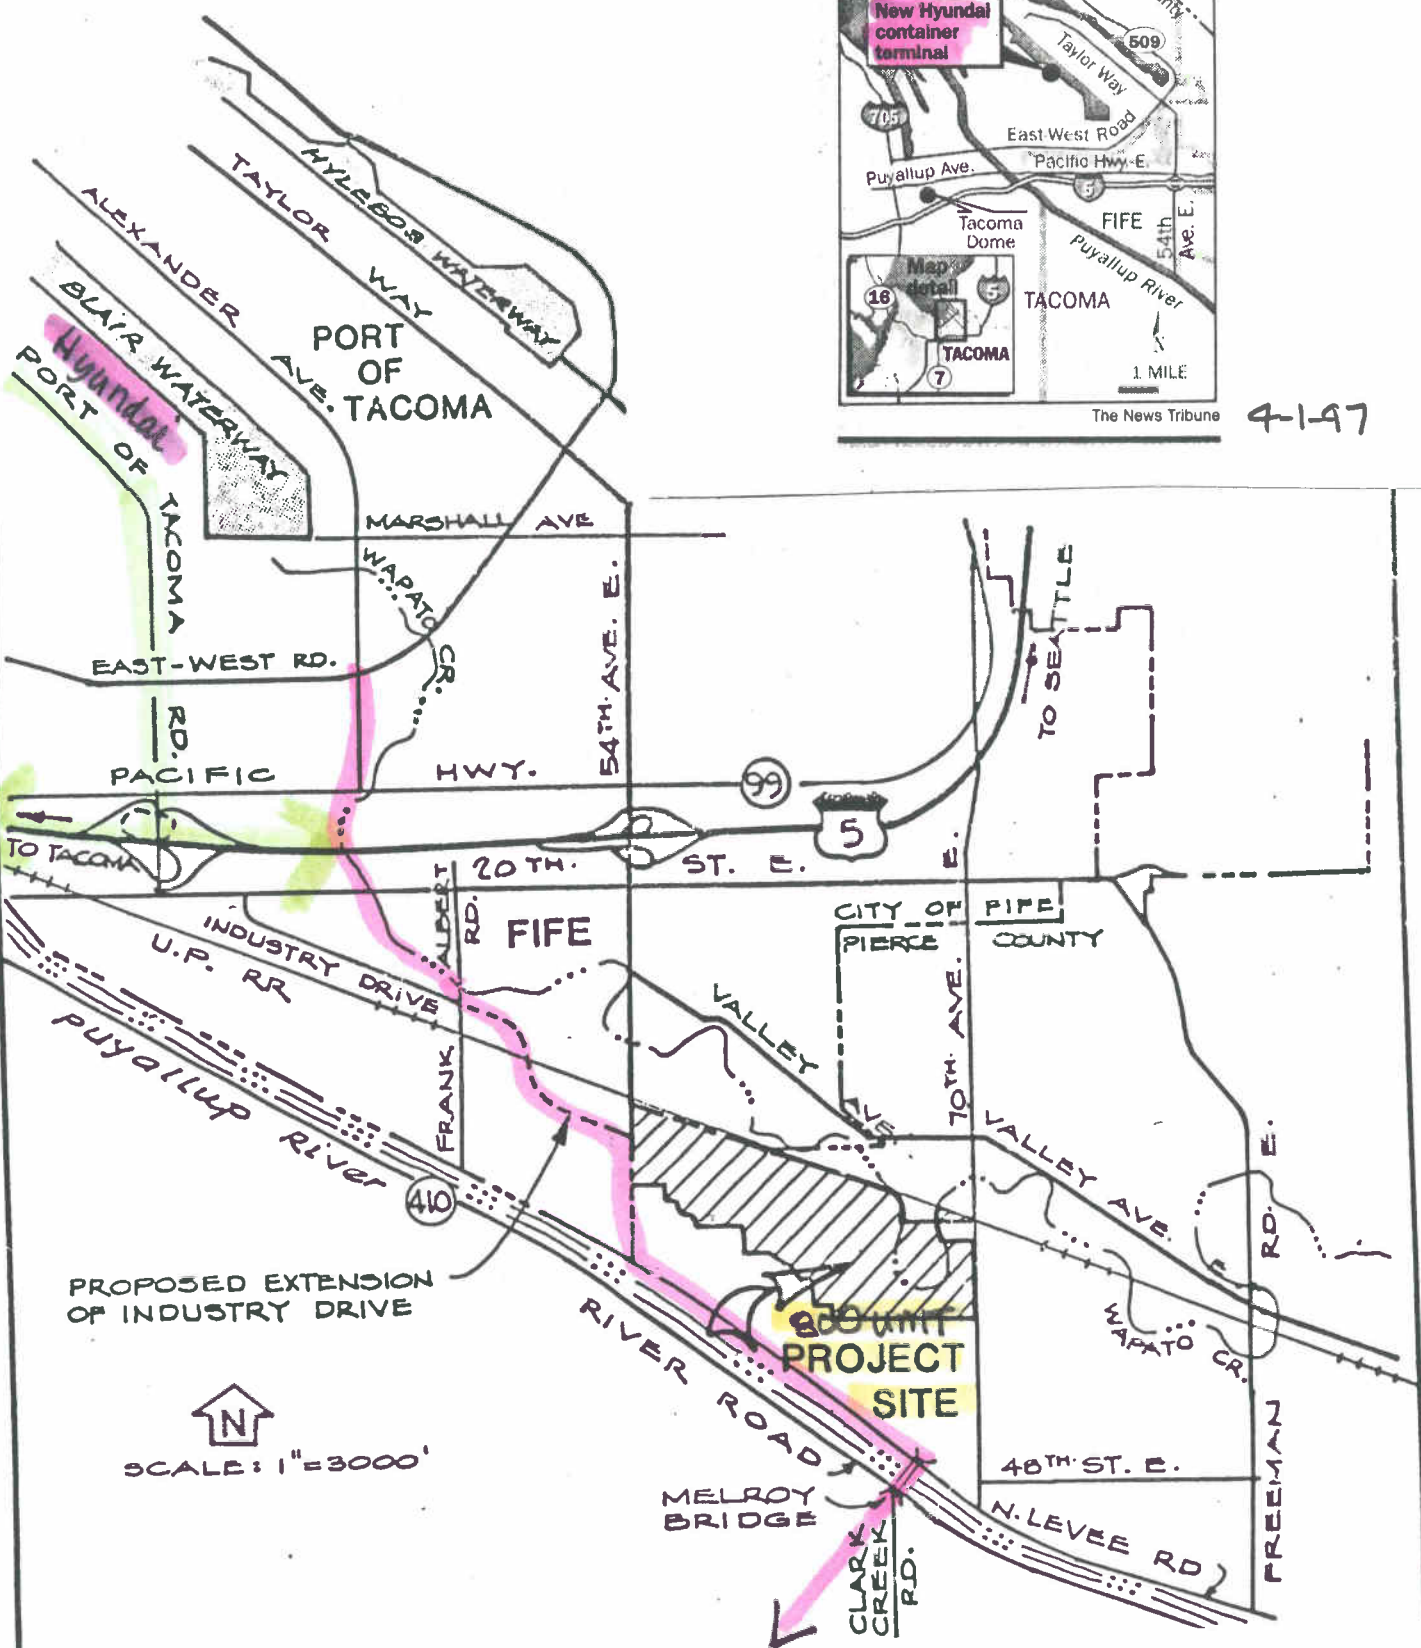 New Hyundai
container
terminal
509
Taylor Way
705
East-West Road
Pacific Hwy-E.
Puyallup Ave.
5
Tacoma
Dome
FIFE
54th
Ave. E.
Puyallup River
Map
detail
16
5
TACOMA
TACOMA
7
N
1 MILE
The News Tribune
4-1-97
HYLEBOS WATERWAY
TAYLOR WAY
ALEXANDER AVE.
BLAIR WATERWAY
Hyundai
PORT OF TACOMA RD.
PORT
OF
TACOMA
MARSHALL AVE
WAPATO CR.
54TH AVE. E.
EAST-WEST RD.
TO SEATTLE
PACIFIC HWY.
99
5
TO TACOMA
20TH. ST. E.
FRANK ALBERT RD.
FIFE
INDUSTRY DRIVE
U.P. RR
CITY OF FIFE
PIERCE COUNTY
70TH AVE. E.
VALLEY AVE
VALLEY AVE.
Puyallup River
410
PROPOSED EXTENSION
OF INDUSTRY DRIVE
RIVER ROAD
800 UNIT
PROJECT
SITE
WAPATO CR.
FREEMAN RD. E.
N
SCALE: 1"=3000'
48TH ST. E.
MELROY
BRIDGE
CLARK
CREEK
RD.
N. LEVEE RD